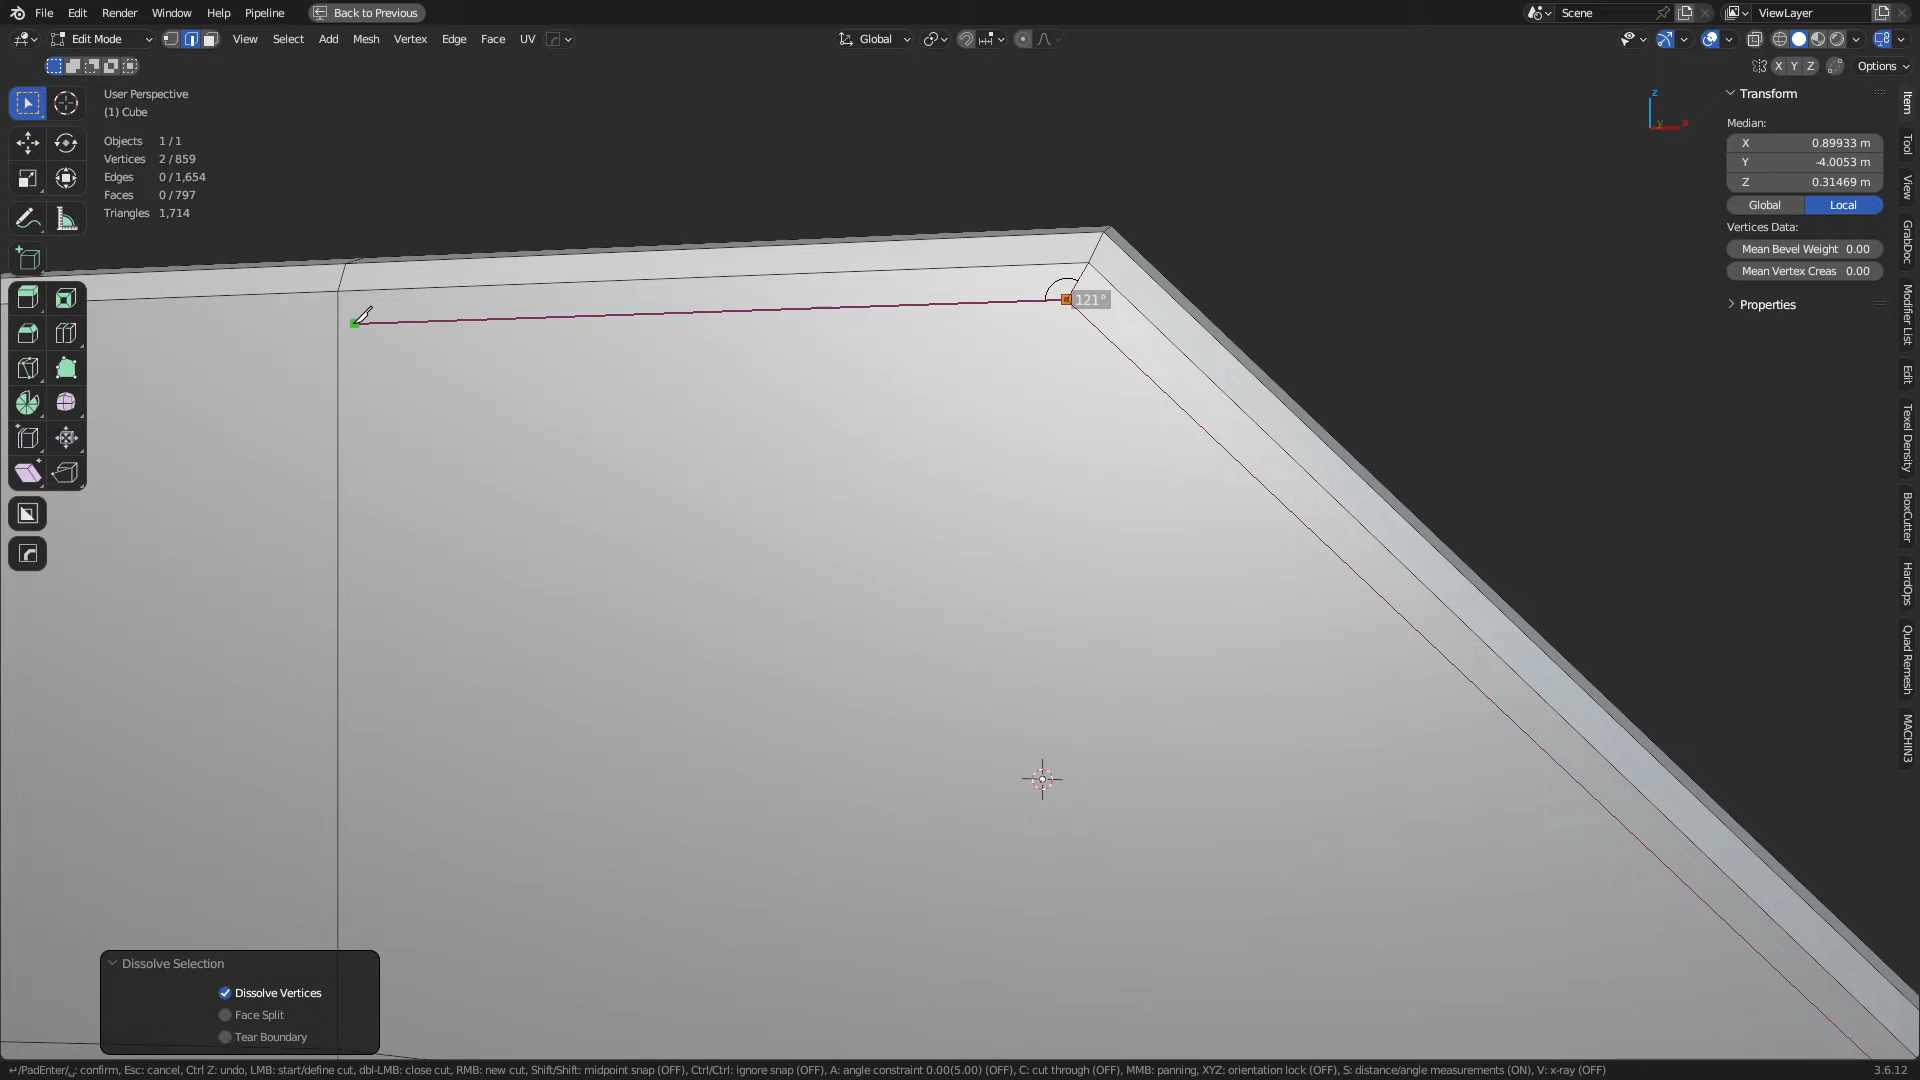 File Edit Render Window Help Pipeline Back to Previous Scene ViewLayer
Edit Mode View Select Add Mesh Vertex Edge Face UV Global
X Y Z Options
User Perspective
(1) Cube
Objects 1 / 1
Vertices 2 / 859
Edges 0 / 1,654
Faces 0 / 797
Triangles 1,714
z
y x
Transform
Median:
X 0.89933 m
Y -4.0053 m
Z 0.31469 m
Global Local
Vertices Data:
Mean Bevel Weight 0.00
Mean Vertex Creas 0.00
Properties
Item
Tool
View
GrabDoc
Modifier List
Edit
Texel Density
BoxCutter
HardOps
Quad Remesh
MACHIN3
121°
Dissolve Selection
Dissolve Vertices
Face Split
Tear Boundary
↵/PadEnter/␣: confirm, Esc: cancel, Ctrl Z: undo, LMB: start/define cut, dbl-LMB: close cut, RMB: new cut, Shift/Shift: midpoint snap (OFF), Ctrl/Ctrl: ignore snap (OFF), A: angle constraint 0.00(5.00) (OFF), C: cut through (OFF), MMB: panning, XYZ: orientation lock (OFF), S: distance/angle measurements (ON), V: x-ray (OFF) 3.6.12